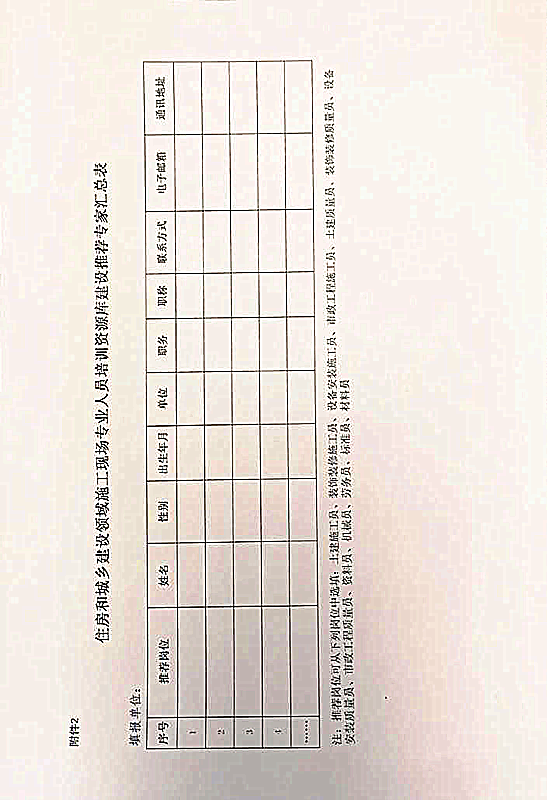 附件2
住房和城乡建设领域施工现场专业人员培训资源库建设推荐专家汇总表
填报单位：
序号 推荐岗位 姓名 性别 出生年月 单位 职务 职称 联系方式 电子邮箱 通讯地址
1
2
3
4
……
注：推荐岗位可从下列岗位中选填：土建施工员、装饰装修施工员、设备安装施工员、市政工程施工员、土建质量员、装饰装修质量员、设备
安装质量员、市政工程质量员、资料员、机械员、劳务员、标准员、材料员